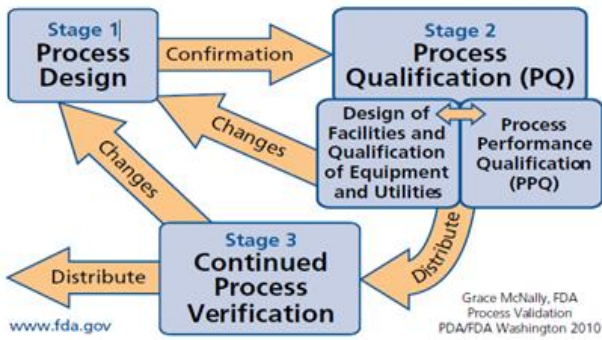 Stage 1
Process
Design
Confirmation
Stage 2
Process
Qualification (PQ)
Changes
Design of
Facilities and
Qualification
of Equipment
and Utilities
Process
Performance
Qualification
(PPQ)
Changes
Distribute
Stage 3
Continued
Process
Verification
Distribute
www.fda.gov
Grace McNally, FDA
Process Validation
PDA/FDA Washington 2010